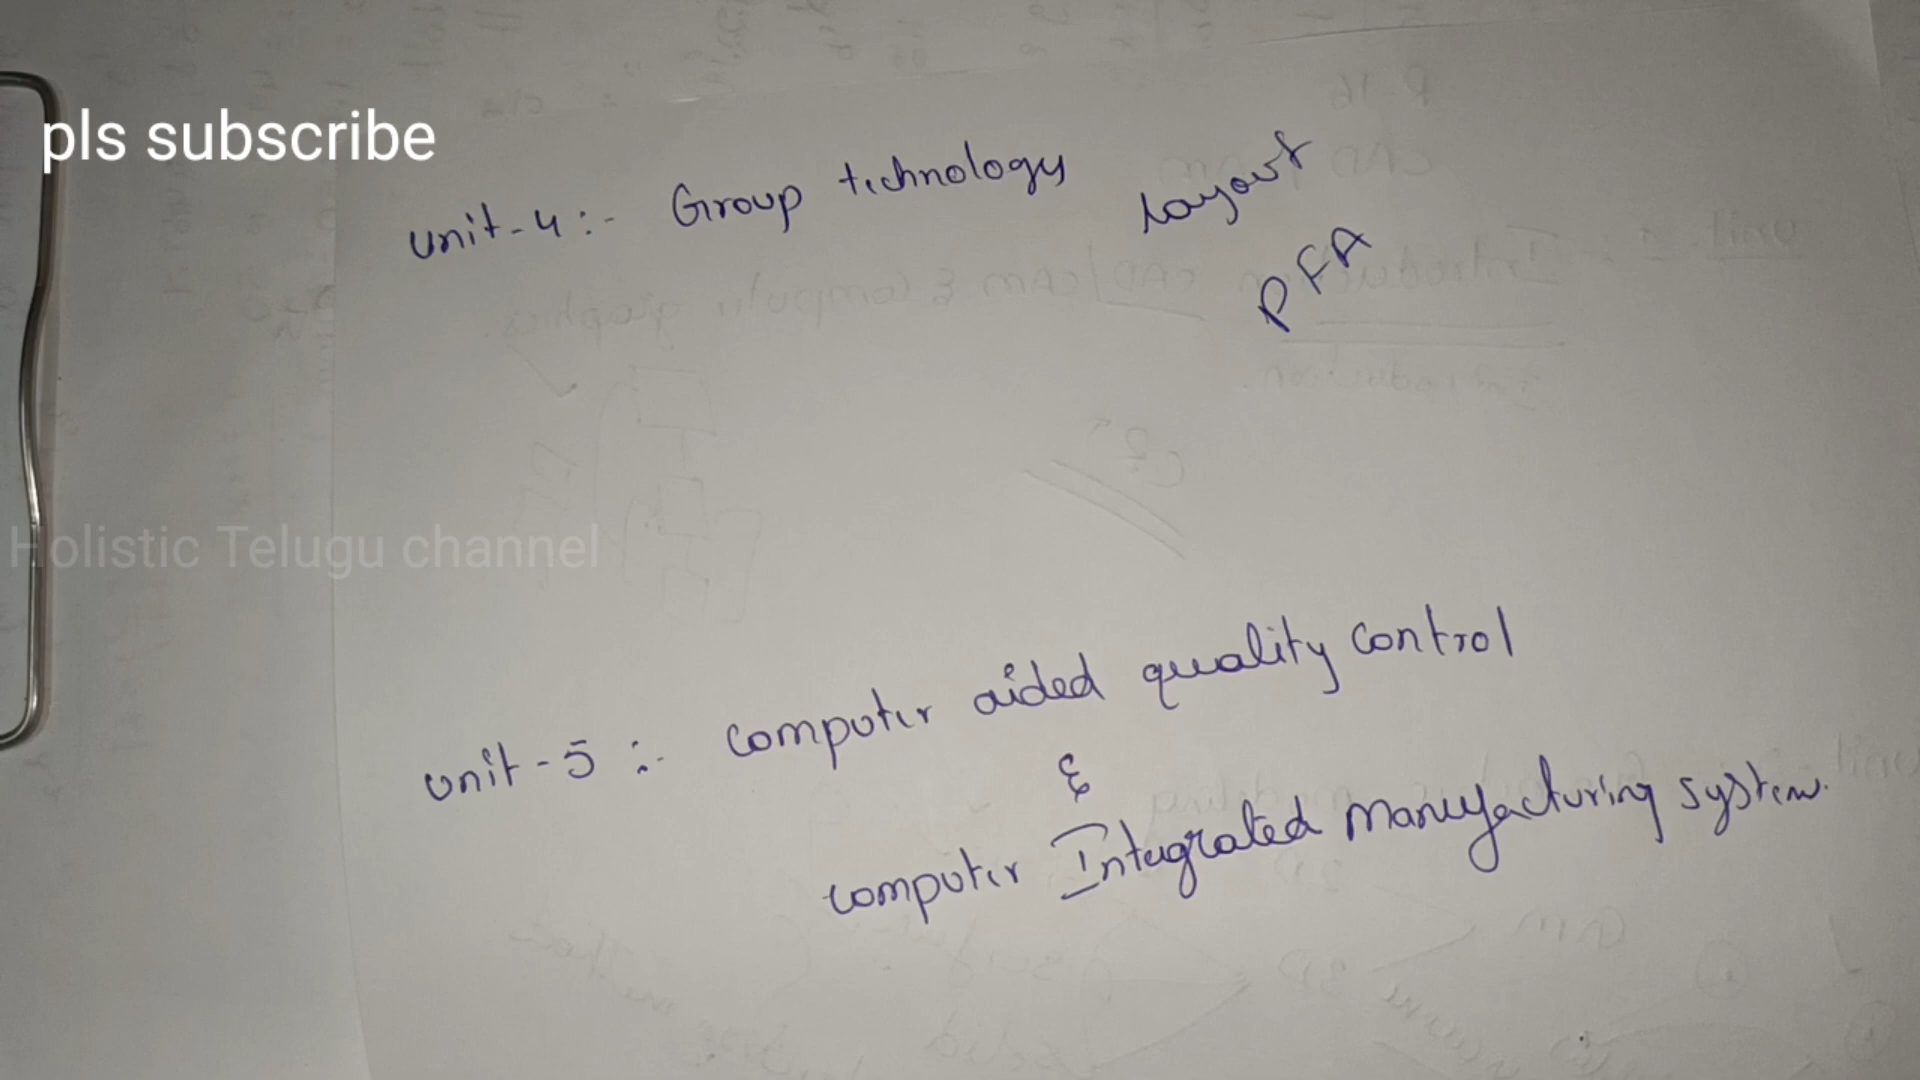 pls subscribe
unit-4:- Group technology Layout
PFA
Holistic Telugu channel
unit-5:- computer aided quality control
&
computer Integrated manufacturing system.